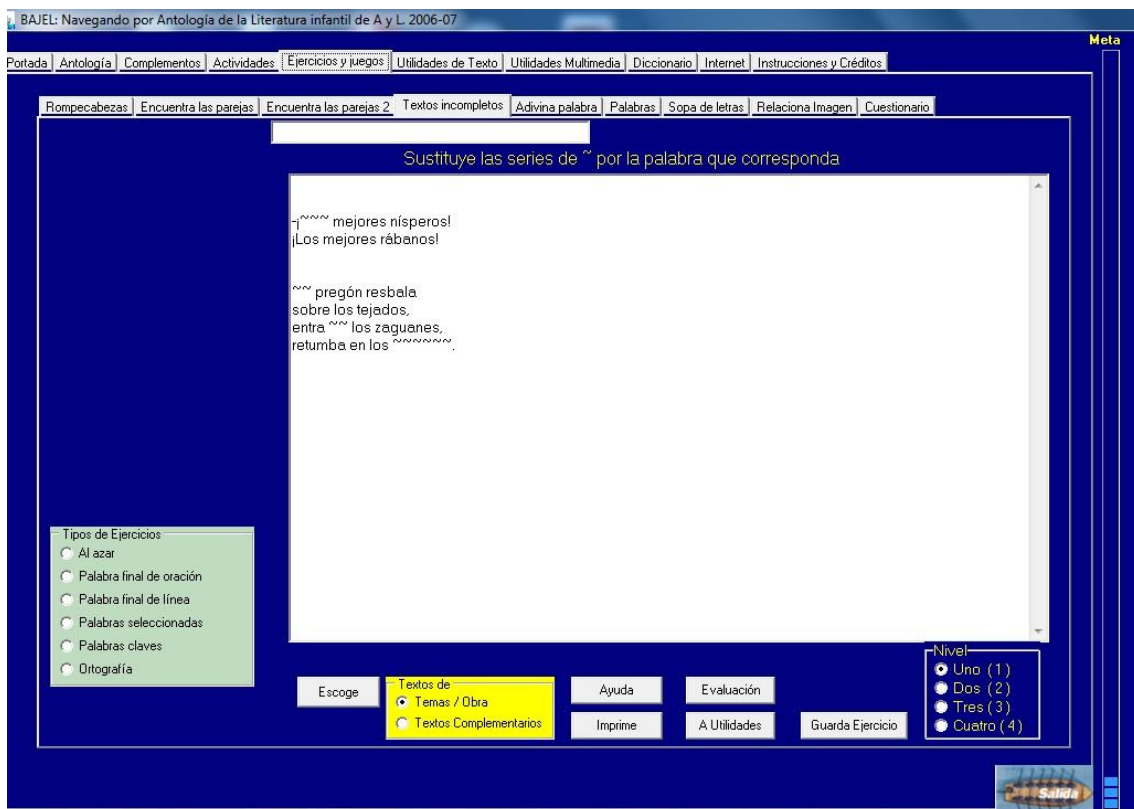 BAJEL: Navegando por Antología de la Literatura infantil de A y L. 2006-07
Meta
Portada Antología Complementos Actividades Ejercicios y juegos Utilidades de Texto Utilidades Multimedia Diccionario Internet Instrucciones y Créditos
Rompecabezas Encuentra las parejas Encuentra las parejas 2 Textos incompletos Adivina palabra Palabras Sopa de letras Relaciona Imagen Cuestionario
Sustituye las series de ~ por la palabra que corresponda
-¡~~~ mejores nísperos!
¡Los mejores rábanos!
~~ pregón resbala
sobre los tejados,
entra ~~ los zaguanes,
retumba en los ~~~~~~.
Tipos de Ejercicios
Al azar
Palabra final de oración
Palabra final de línea
Palabras seleccionadas
Palabras claves
Ortografía
Escoge
Textos de
Temas / Obra
Textos Complementarios
Ayuda
Imprime
Evaluación
A Utilidades
Guarda Ejercicio
Nivel
Uno (1)
Dos (2)
Tres (3)
Cuatro (4)
Salida